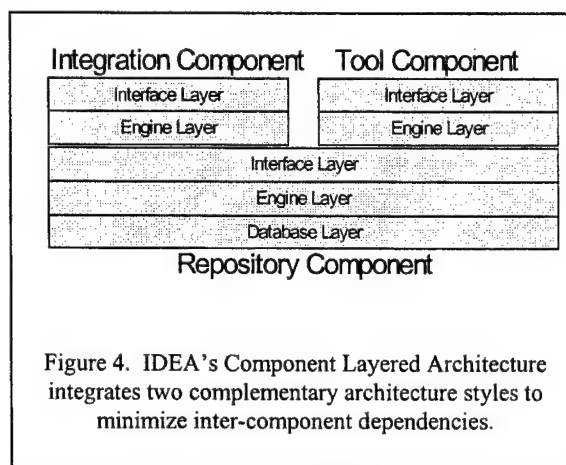 Integration Component
Tool Component
Interface Layer
Interface Layer
Engine Layer
Engine Layer
Interface Layer
Engine Layer
Database Layer
Repository Component
Figure 4. IDEA's Component Layered Architecture
integrates two complementary architecture styles to
minimize inter-component dependencies.